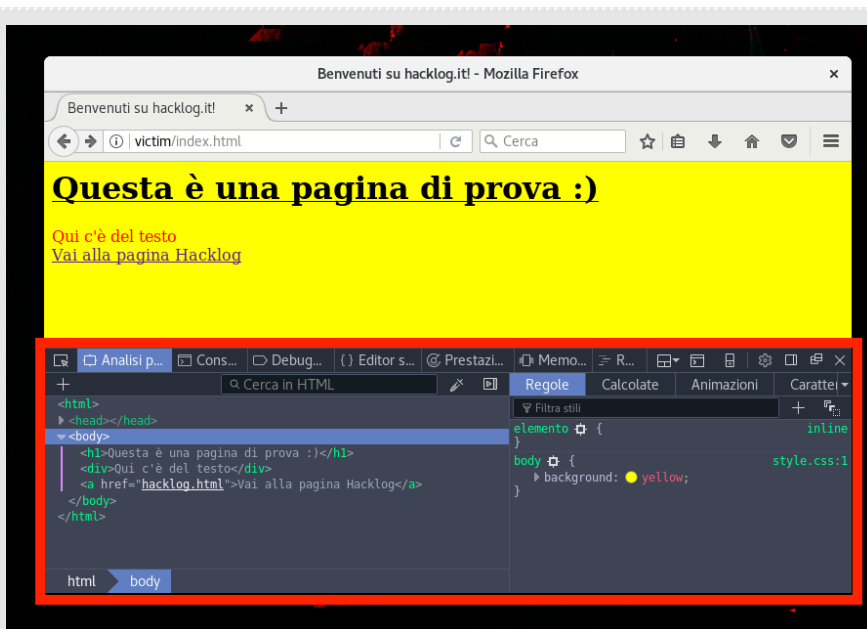 Benvenuti su hacklog.it! - Mozilla Firefox ×
Benvenuti su hacklog.it! × +
victim/index.html Cerca
Questa è una pagina di prova :)
Qui c'è del testo
Vai alla pagina Hacklog
Analisi p... Cons... Debug... {} Editor s... Prestazi... Memo... R...
+ Cerca in HTML Regole Calcolate Animazioni Caratter
<html> Filtra stili +
<head></head> elemento { inline
<body> }
<h1>Questa è una pagina di prova :)</h1> body { style.css:1
<div>Qui c'è del testo</div> background: yellow;
<a href="hacklog.html">Vai alla pagina Hacklog</a> }
</body>
</html>
html body